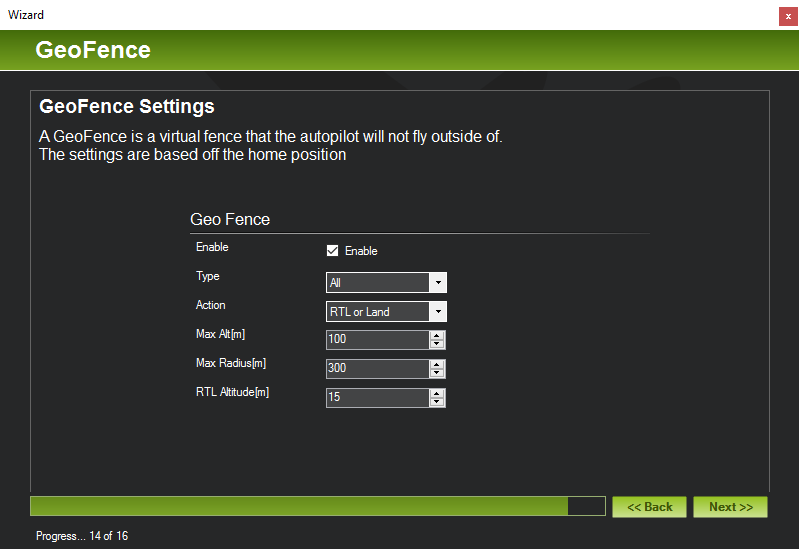 Wizard
x
GeoFence
GeoFence Settings
A GeoFence is a virtual fence that the autopilot will not fly outside of.
The settings are based off the home position
Geo Fence
Enable Enable
Type All
Action RTL or Land
Max Alt[m] 100
Max Radius[m] 300
RTL Altitude[m] 15
<< Back Next >>
Progress... 14 of 16